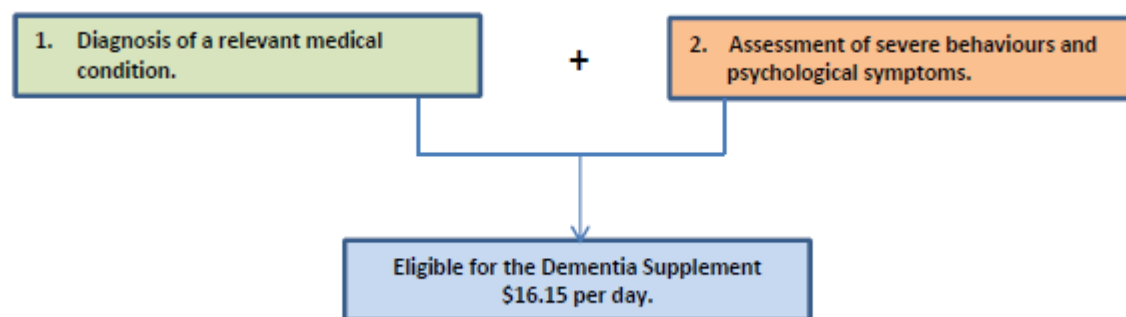 1. Diagnosis of a relevant medical
condition.
+
2. Assessment of severe behaviours and
psychological symptoms.
Eligible for the Dementia Supplement
$16.15 per day.